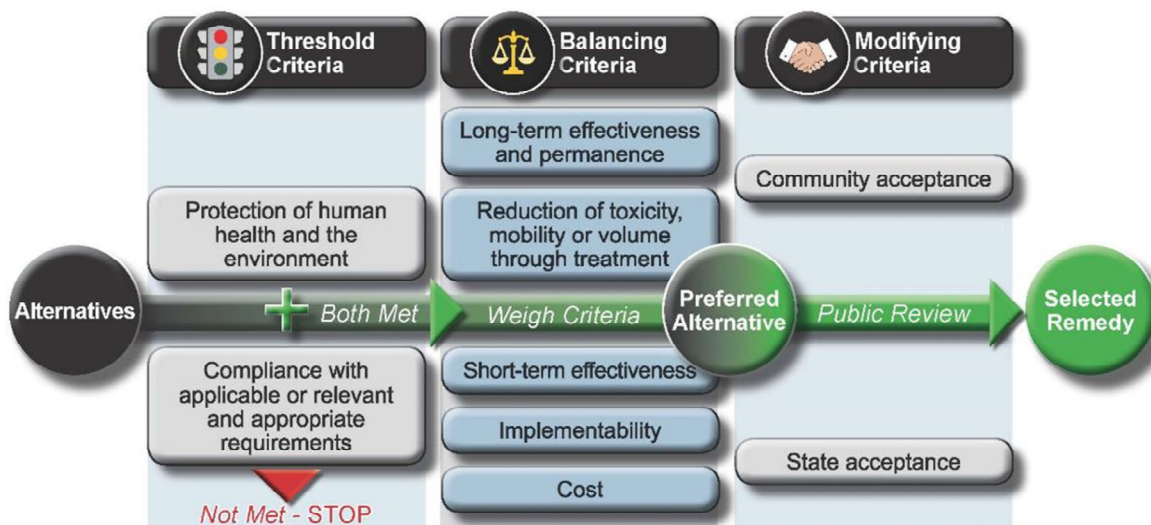 Threshold
Criteria
Balancing
Criteria
Modifying
Criteria
Protection of human
health and the
environment
Long-term effectiveness
and permanence
Reduction of toxicity,
mobility or volume
through treatment
Community acceptance
Alternatives
Both Met
Weigh Criteria
Preferred
Alternative
Public Review
Selected
Remedy
Compliance with
applicable or relevant
and appropriate
requirements
Not Met - STOP
Short-term effectiveness
Implementability
Cost
State acceptance